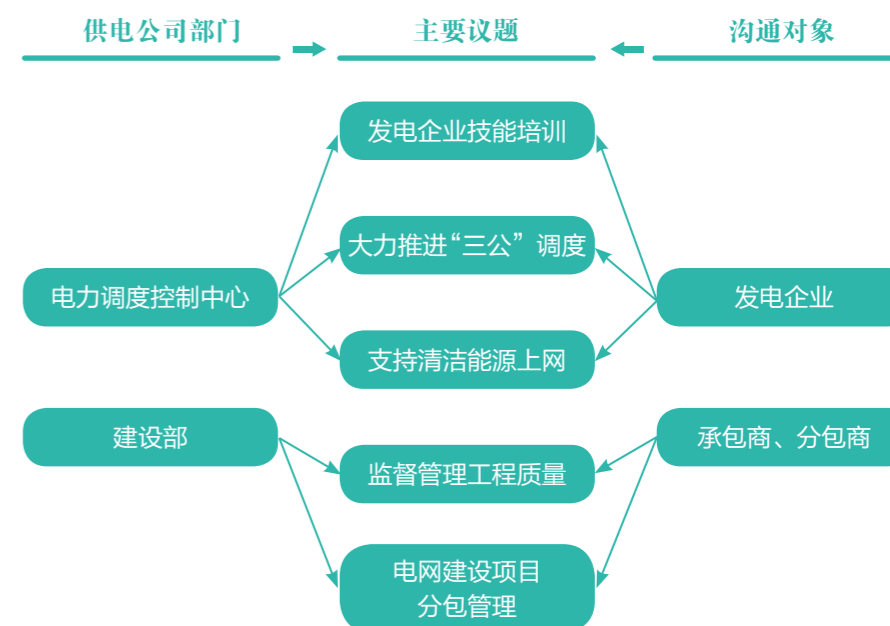 供电公司部门
主要议题
沟通对象
发电企业技能培训
大力推进“三公”调度
电力调度控制中心
发电企业
支持清洁能源上网
建设部
承包商、分包商
监督管理工程质量
电网建设项目
分包管理